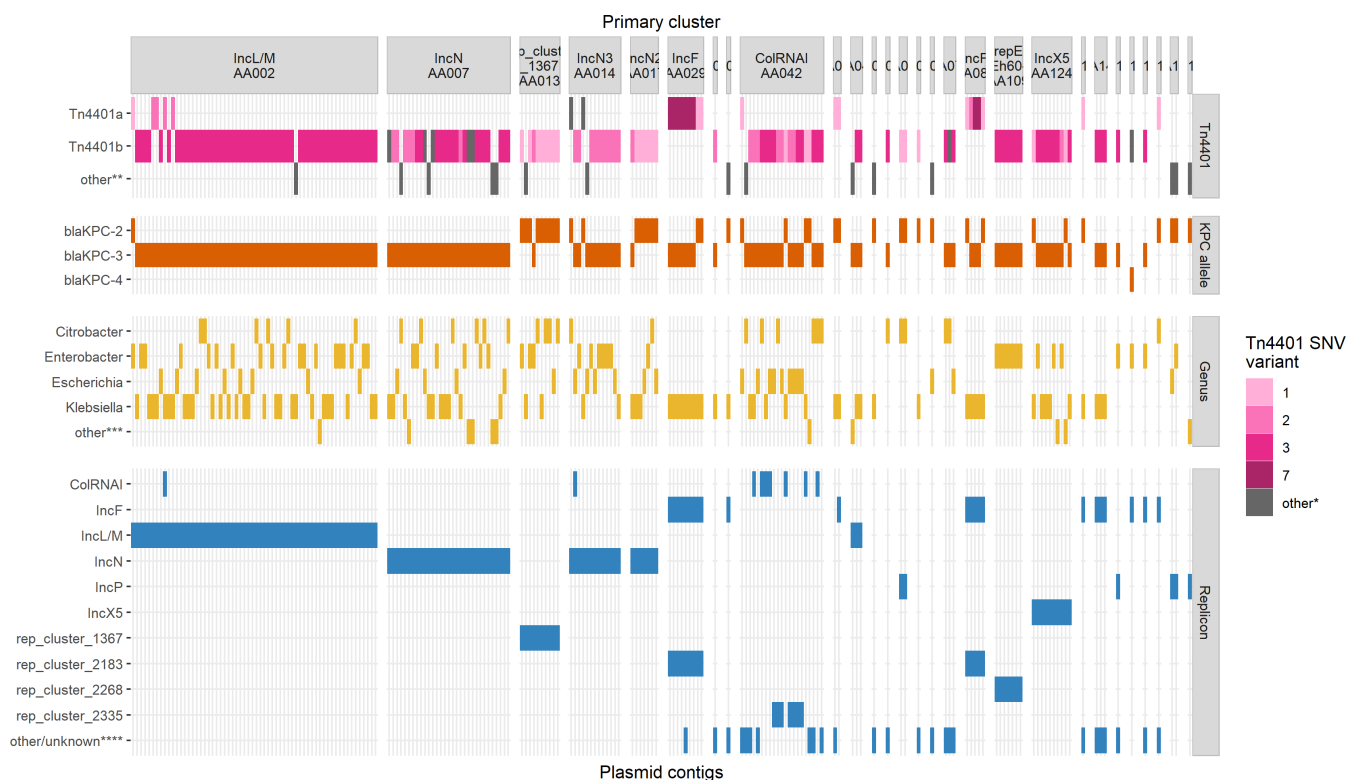 Primary cluster
IncL/M
AA002
IncN
AA007
_1367
AA013
IncN3
AA014
IncF
AA029
ColRNAI
AA042
IncX5
AA124
Tn4401a
Tn4401b
other**
Tn4401
blaKPC-2
blaKPC-3
blaKPC-4
KPC allele
Citrobacter
Enterobacter
Escherichia
Klebsiella
other***
Genus
ColRNAI
IncF
IncL/M
IncN
IncP
IncX5
rep_cluster_1367
rep_cluster_2183
rep_cluster_2268
rep_cluster_2335
other/unknown****
Replicon
Plasmid contigs
Tn4401 SNV
variant
1
2
3
7
other*